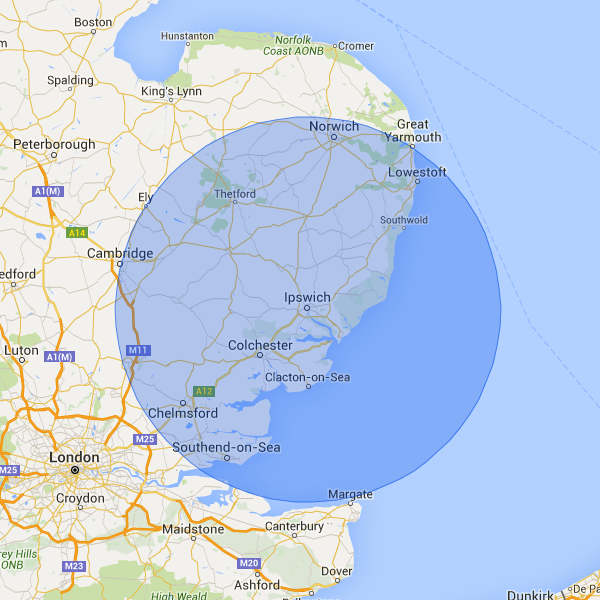 Boston
Hunstanton
Norfolk
Coast AONB
Cromer
m
Spalding
King's Lynn
Norwich
Great
Yarmouth
Peterborough
A1(M)
Ely
Thetford
Lowestoft
Southwold
A14
Cambridge
edford
Ipswich
Luton
A1(M)
M11
Colchester
Clacton-on-Sea
A12
Chelmsford
M25
Southend-on-Sea
London
M25
Croydon
Margate
Maidstone
Canterbury
rey Hills
ONB
M23
M20
Ashford
Dover
High Weald
Dunkirk
De Pa